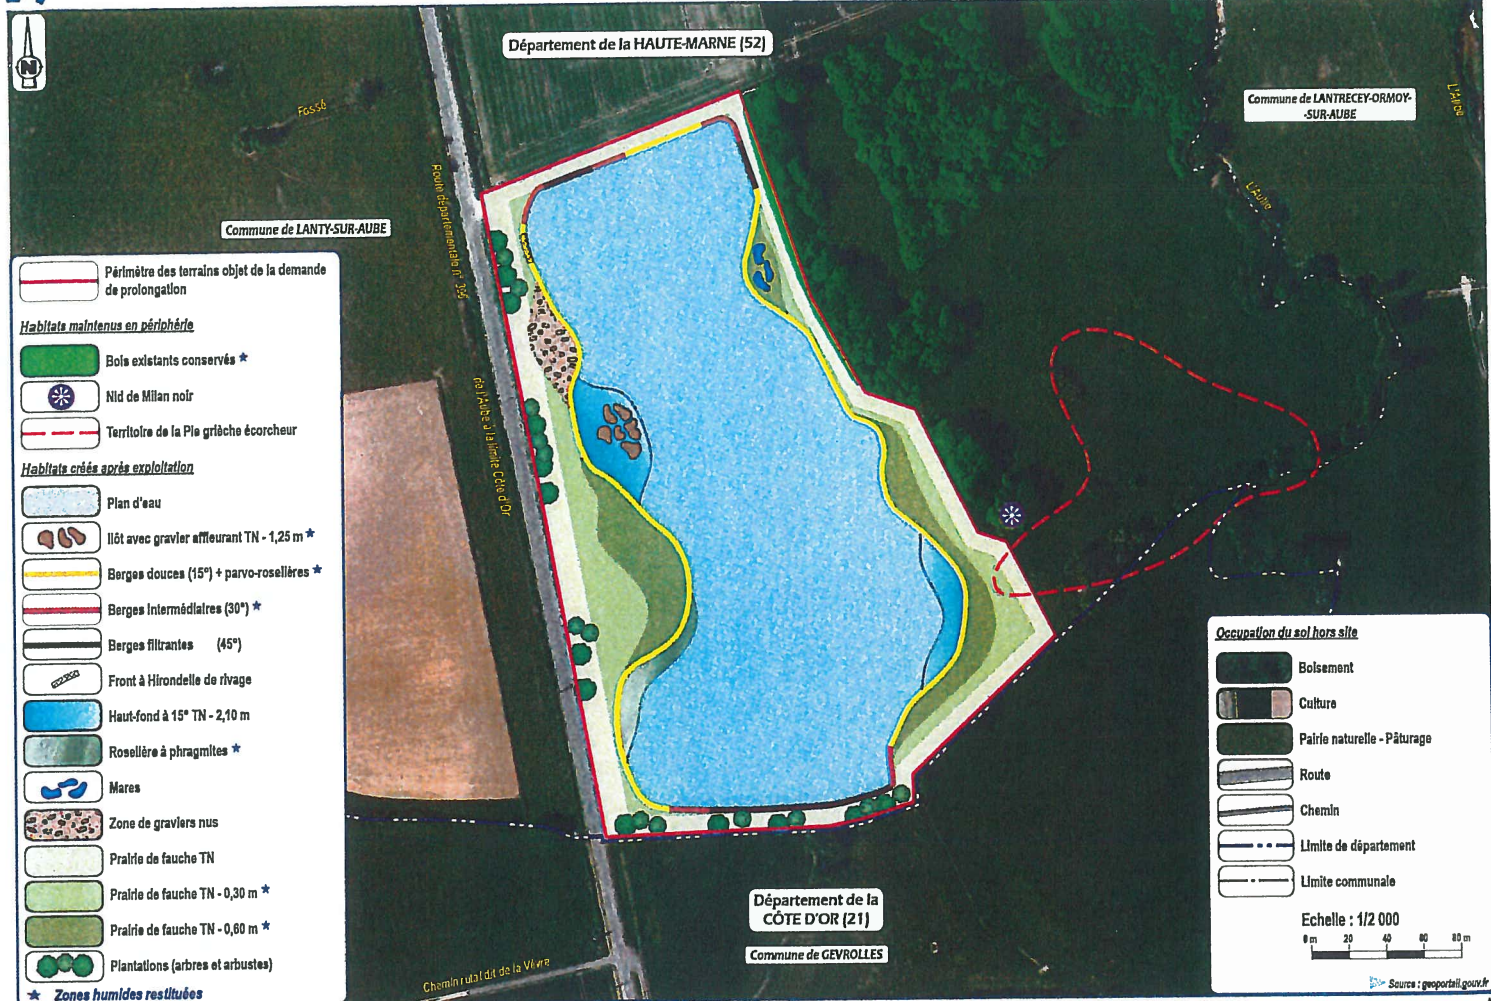 N
Département de la HAUTE-MARNE (52)
Commune de LANTRECEY-ORMOY-
-SUR-AUBE
L'Aube
Fossé
L'Aube
Route départementale n° 396
de l'Aube à la limite Côte d'Or
Commune de LANTY-SUR-AUBE
Périmètre des terrains objet de la demande
de prolongation
Habitats maintenus en périphérie
Bois existants conservés ★
Nid de Milan noir
Territoire de la Pie grièche écorcheur
Habitats créés après exploitation
Plan d'eau
Ilôt avec gravier affleurant TN - 1,25 m ★
Berges douces (15°) + parvo-roselières ★
Berges Intermédiaires (30°) ★
Berges filtrantes (45°)
Front à Hirondelle de rivage
Haut-fond à 15° TN - 2,10 m
Roselière à phragmites ★
Mares
Zone de graviers nus
Prairie de fauche TN
Prairie de fauche TN - 0,30 m ★
Prairie de fauche TN - 0,60 m ★
Plantations (arbres et arbustes)
★ Zones humides restituées
Département de la
CÔTE D'OR (21)
Commune de GEVROLLES
Chemin rural dit de la Vèvre
Occupation du sol hors site
Boisement
Culture
Pairie naturelle - Pâturage
Route
Chemin
Limite de département
Limite communale
Echelle : 1/2 000
0 m 20 40 60 80 m
Source : geoportail.gouv.fr